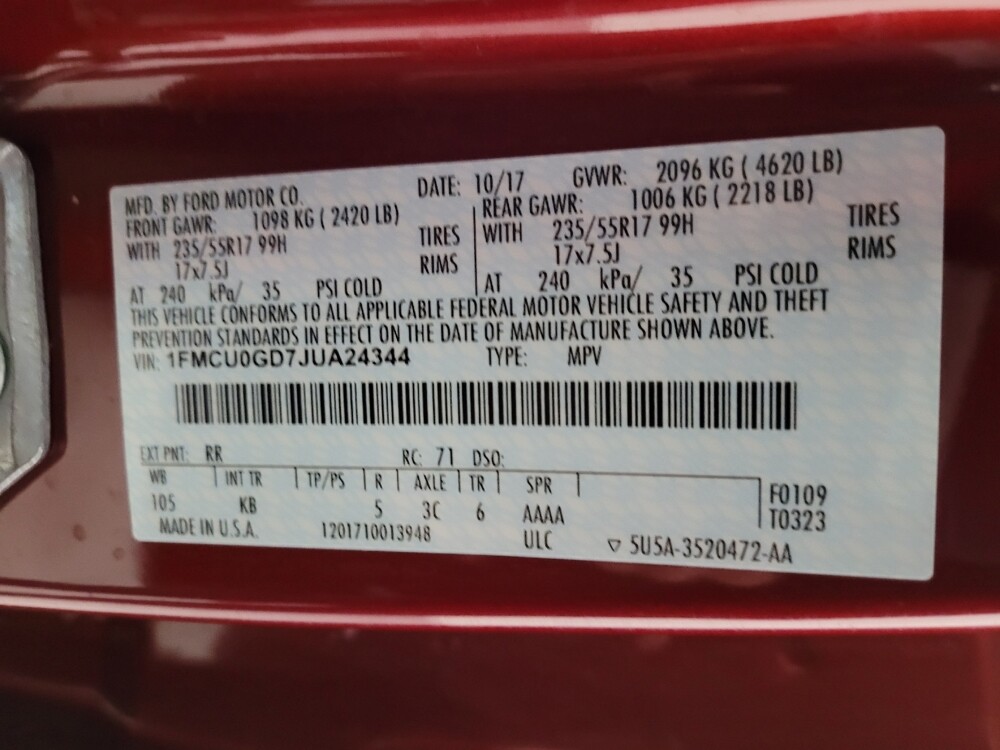 MFD. BY FORD MOTOR CO. DATE: 10/17 GVWR: 2096 KG ( 4620 LB)
FRONT GAWR: 1098 KG ( 2420 LB) REAR GAWR: 1006 KG ( 2218 LB)
WITH 235/55R17 99H TIRES WITH 235/55R17 99H TIRES
17x7.5J RIMS 17x7.5J RIMS
AT 240 kPa/ 35 PSI COLD AT 240 kPa/ 35 PSI COLD
THIS VEHICLE CONFORMS TO ALL APPLICABLE FEDERAL MOTOR VEHICLE SAFETY AND THEFT
PREVENTION STANDARDS IN EFFECT ON THE DATE OF MANUFACTURE SHOWN ABOVE.
VIN: 1FMCU0GD7JUA24344 TYPE: MPV
EXT PNT: RR RC: 71 DSO:
WB INT TR TP/PS R AXLE TR SPR F0109
105 KB 5 3C 6 AAAA T0323
MADE IN U.S.A. 1201710013948 ULC ▽ 5U5A-3520472-AA